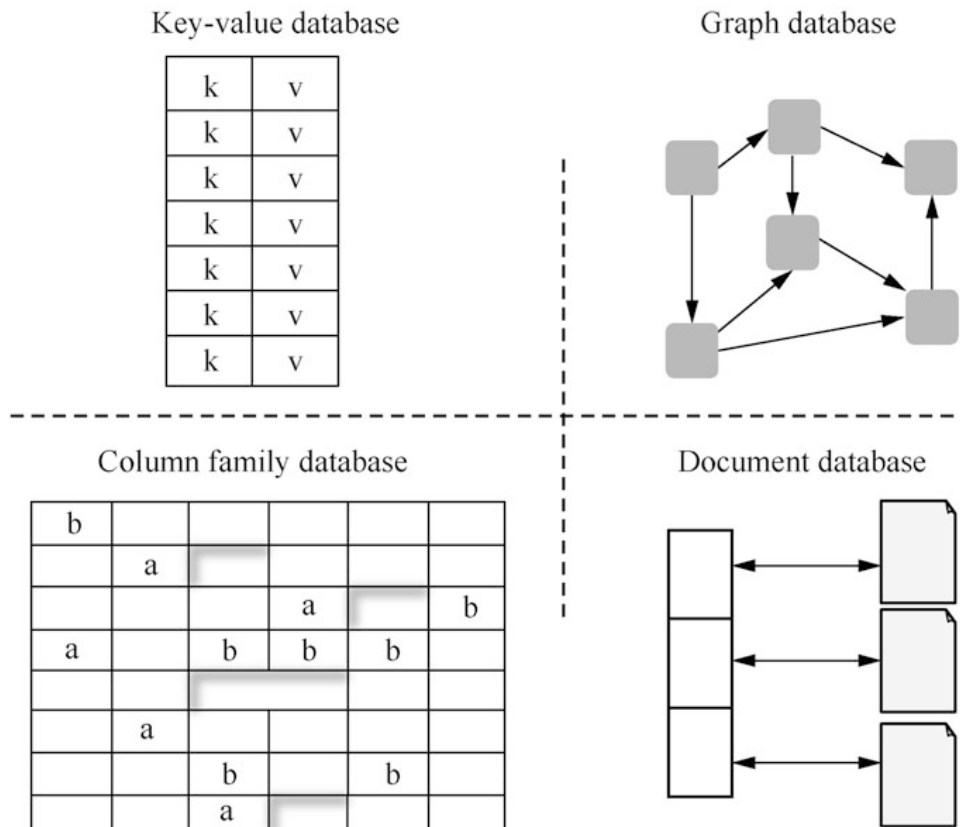 Key-value database
k v
k v
k v
k v
k v
k v
k v
Graph database
Column family database
b
a
a b
a b b b
a
b b
a
Document database